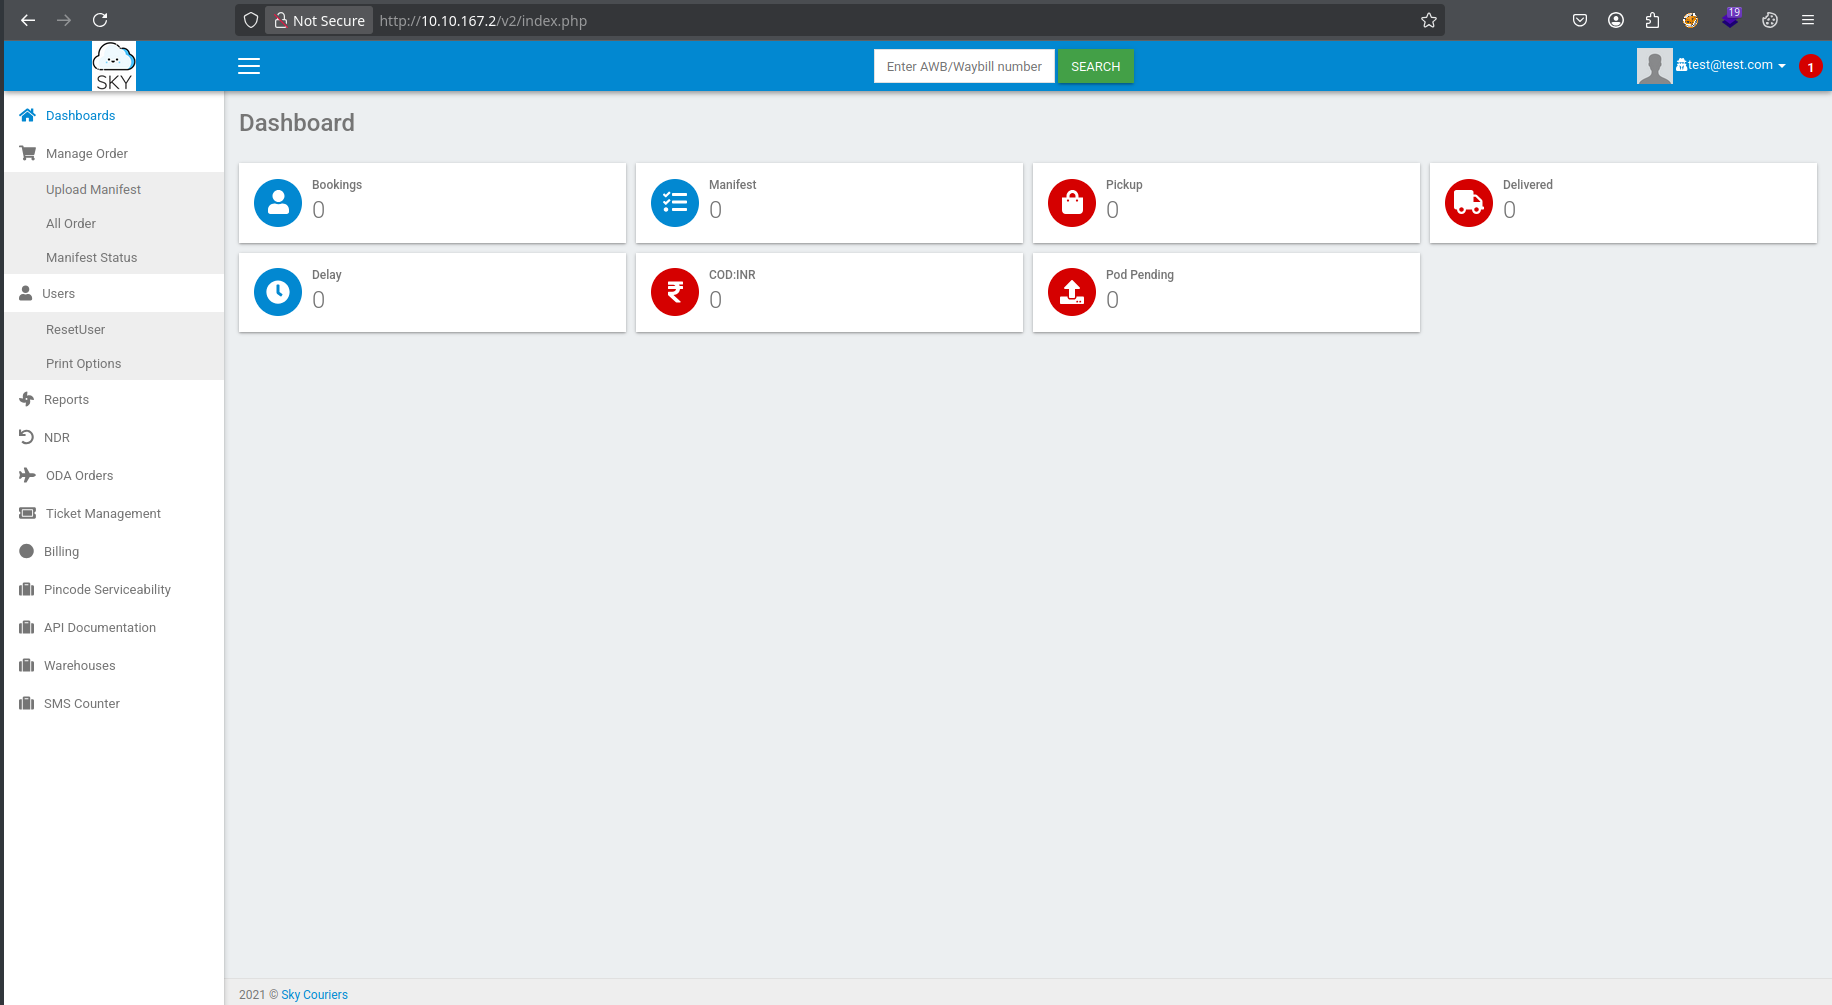 Not Secure http://10.10.167.2/v2/index.php
19
SKY
Enter AWB/Waybill number SEARCH
test@test.com
1
Dashboards
Manage Order
Upload Manifest
All Order
Manifest Status
Users
ResetUser
Print Options
Reports
NDR
ODA Orders
Ticket Management
Billing
Pincode Serviceability
API Documentation
Warehouses
SMS Counter
Dashboard
Bookings
0
Manifest
0
Pickup
0
Delivered
0
Delay
0
COD:INR
0
Pod Pending
0
2021 © Sky Couriers